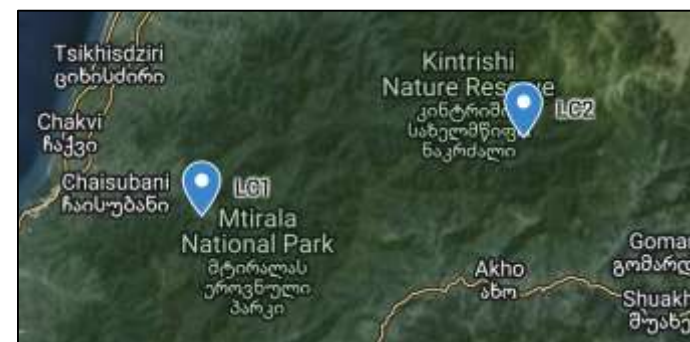 Tsikhisdziri
ციხისძირი
Chakvi
ჩაქვი
Chaisubani
ჩაისუბანი
LC1
Mtirala
National Park
მტირალას
ეროვნული
პარკი
Kintrishi
Nature Reserve
LC2
ნაკრძალი
Akho
ახო